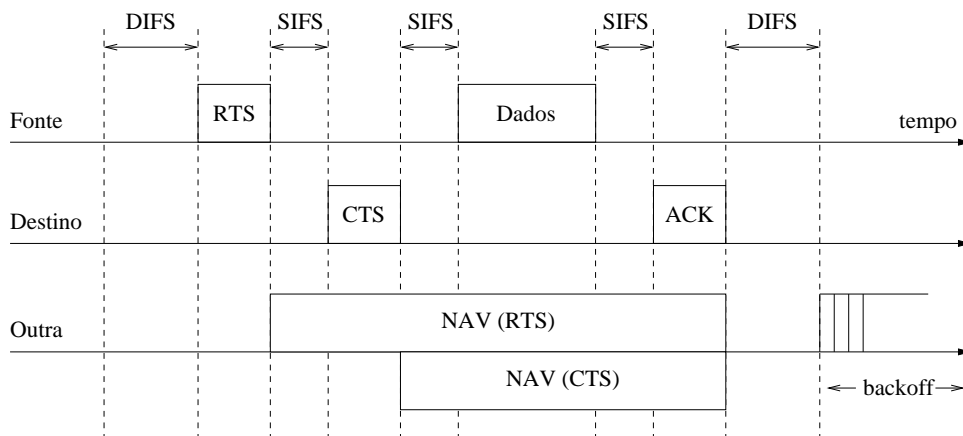 DIFS SIFS SIFS SIFS DIFS
RTS Dados
Fonte tempo
CTS ACK
Destino
NAV (RTS)
Outra
NAV (CTS)
backoff